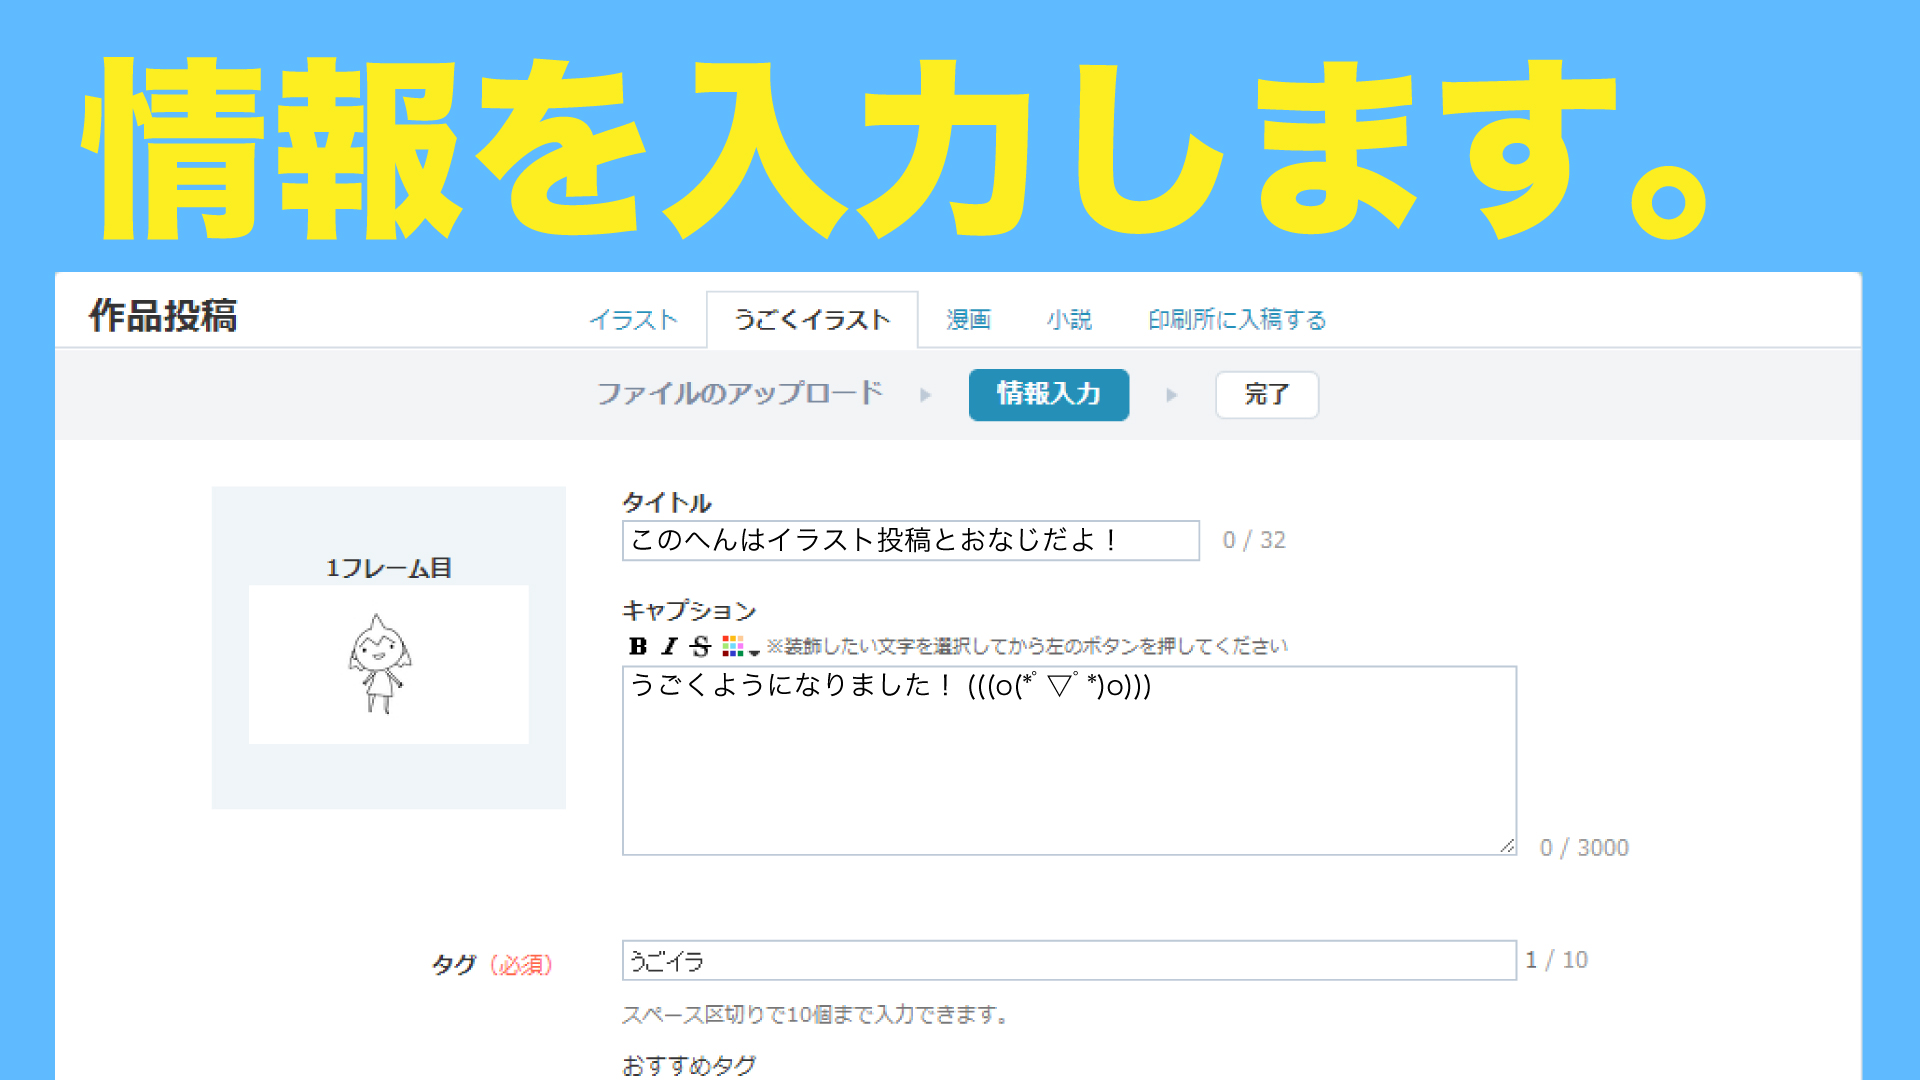 情報を入力します。
作品投稿
イラスト うごくイラスト 漫画 小説 印刷所に入稿する
ファイルのアップロード 情報入力 完了
1フレーム目
タイトル
このへんはイラスト投稿とおなじだよ！ 0 / 32
キャプション
B I S ※装飾したい文字を選択してから左のボタンを押してください
うごくようになりました！ (((o(*ﾟ▽ﾟ*)o)))
0 / 3000
タグ（必須） うごイラ 1 / 10
スペース区切りで10個まで入力できます。
おすすめタグ